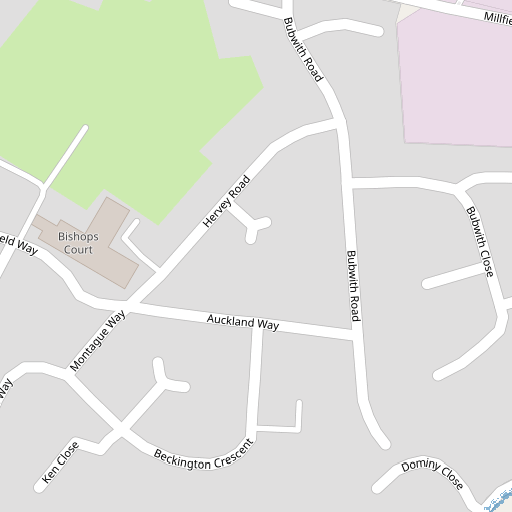 Millfie
Bubwith Road
Hervey Road
Bishops
Court
eld Way
Bubwith Close
Bubwith Road
Auckland Way
Montague Way
Way
Ken Close
Beckington Crescent
Dominy Close